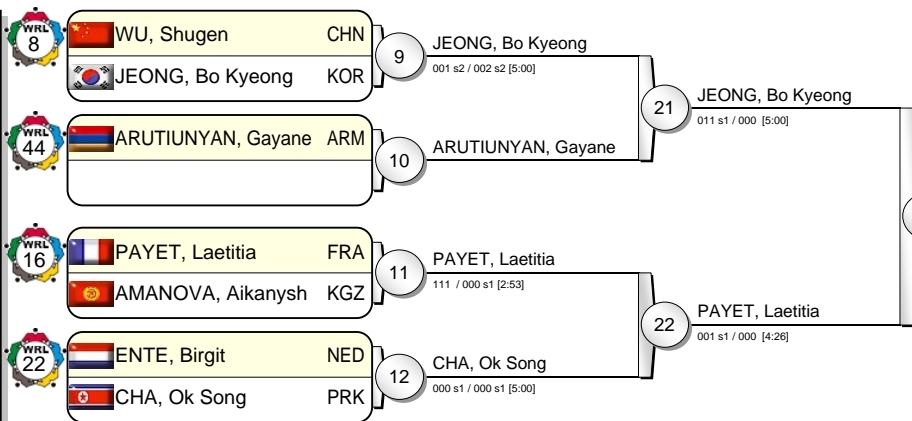 WRL
8
WU, Shugen CHN
JEONG, Bo Kyeong KOR
9
JEONG, Bo Kyeong
001 s2 / 002 s2 [5:00]
21
JEONG, Bo Kyeong
011 s1 / 000 [5:00]
WRL
44
ARUTIUNYAN, Gayane ARM
10
ARUTIUNYAN, Gayane
WRL
16
PAYET, Laetitia FRA
AMANOVA, Aikanysh KGZ
11
PAYET, Laetitia
111 / 000 s1 [2:53]
22
PAYET, Laetitia
001 s1 / 000 [4:26]
WRL
22
ENTE, Birgit NED
CHA, Ok Song PRK
12
CHA, Ok Song
000 s1 / 000 s1 [5:00]